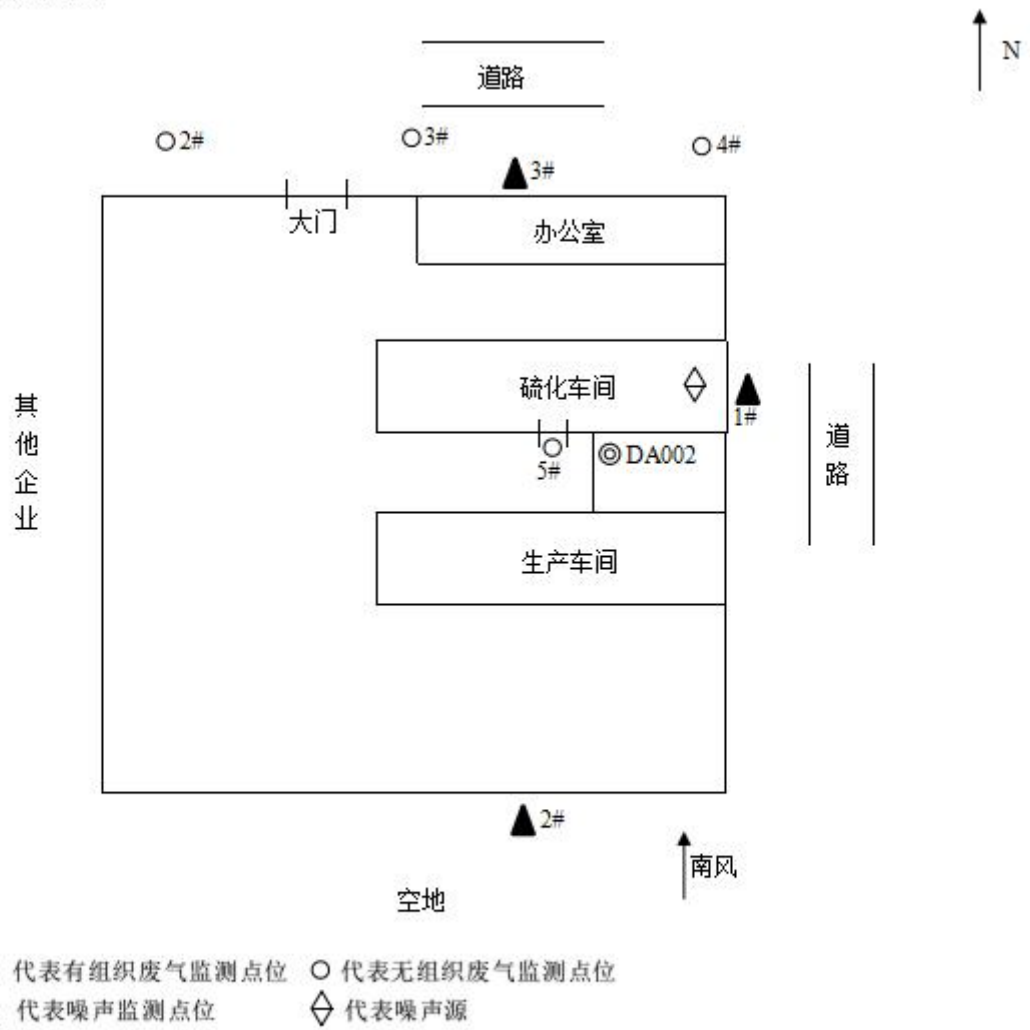 N
道路
2#
3#
4#
3#
大门
办公室
硫化车间
1#
其他企业
道路
5#
DA002
生产车间
2#
南风
空地
代表有组织废气监测点位 代表无组织废气监测点位
代表噪声监测点位 代表噪声源